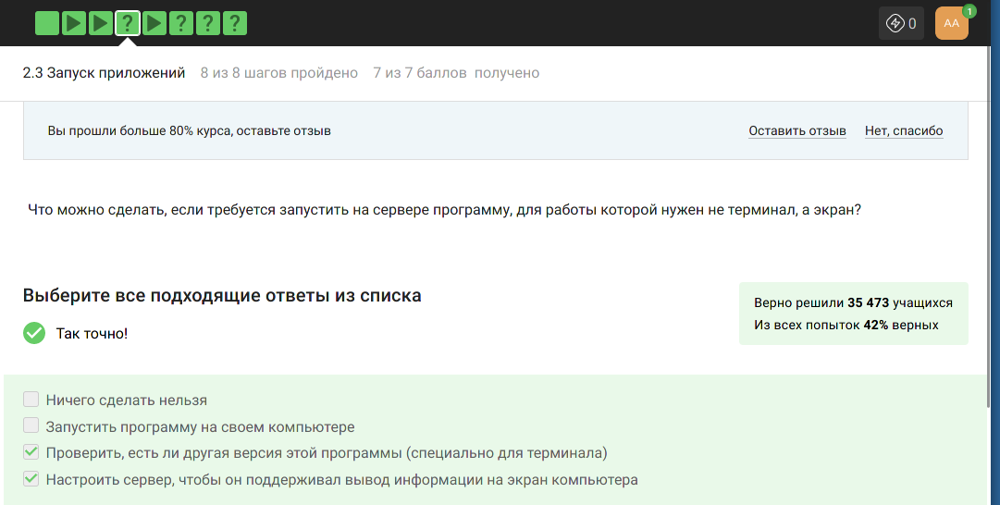 ? ? ? ?
0
АА
1
2.3 Запуск приложений 8 из 8 шагов пройдено 7 из 7 баллов получено
Вы прошли больше 80% курса, оставьте отзыв Оставить отзыв Нет, спасибо
Что можно сделать, если требуется запустить на сервере программу, для работы которой нужен не терминал, а экран?
Выберите все подходящие ответы из списка
Верно решили 35 473 учащихся
Из всех попыток 42% верных
Так точно!
Ничего сделать нельзя
Запустить программу на своем компьютере
Проверить, есть ли другая версия этой программы (специально для терминала)
Настроить сервер, чтобы он поддерживал вывод информации на экран компьютера